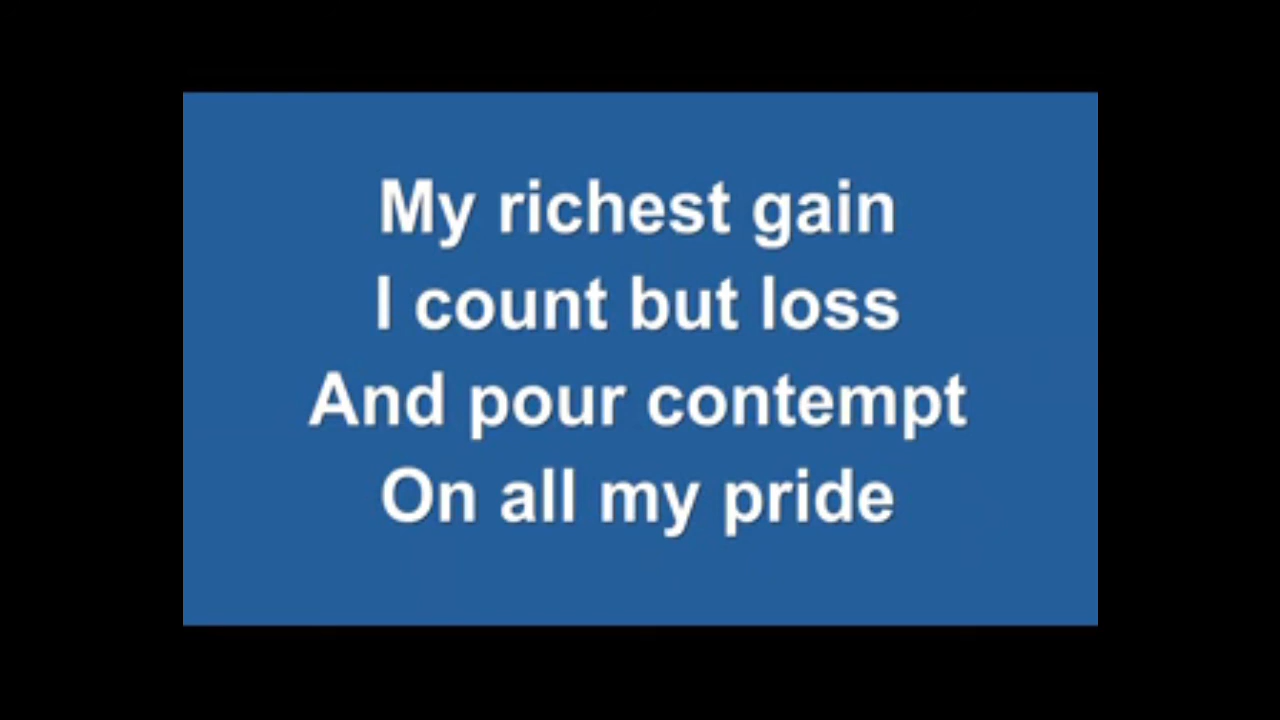 My richest gain
I count but loss
And pour contempt
On all my pride